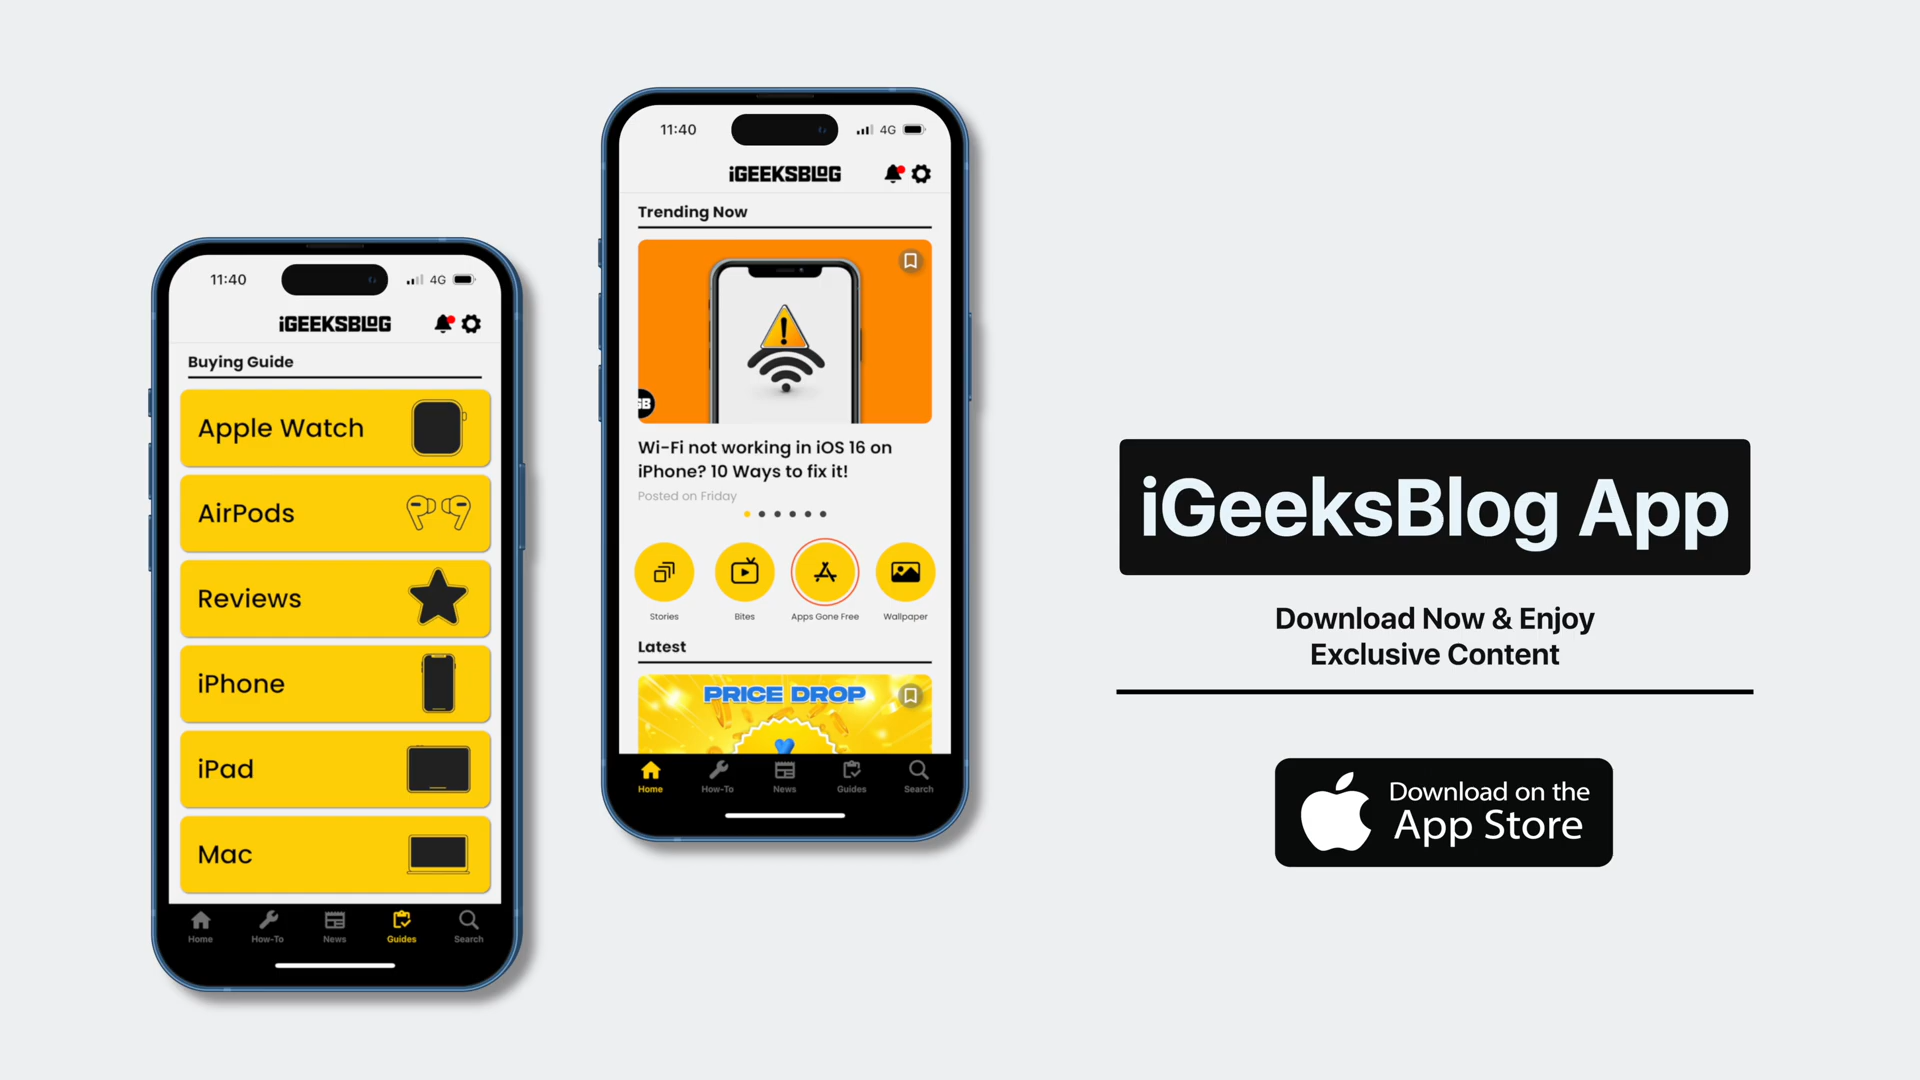 11:40
4G
iGEEKSBLOG
Buying Guide
Apple Watch
AirPods
Reviews
iPhone
iPad
Mac
Home
How-To
News
Guides
Search
11:40
4G
iGEEKSBLOG
Trending Now
GB
Wi-Fi not working in iOS 16 on
iPhone? 10 Ways to fix it!
Posted on Friday
Stories
Bites
Apps Gone Free
Wallpaper
Latest
PRICE DROP
Home
How-To
News
Guides
Search
iGeeksBlog App
Download Now & Enjoy
Exclusive Content
Download on the
App Store